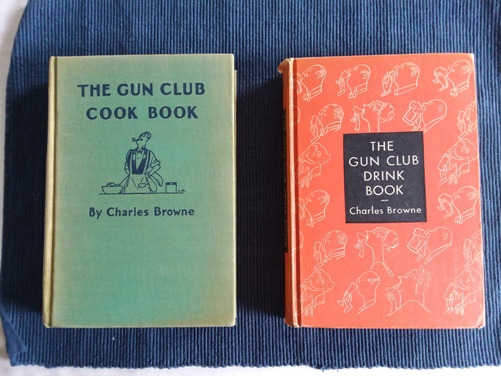 THE GUN CLUB
COOK BOOK
By Charles Browne
THE
GUN CLUB
DRINK
BOOK
—
Charles Browne